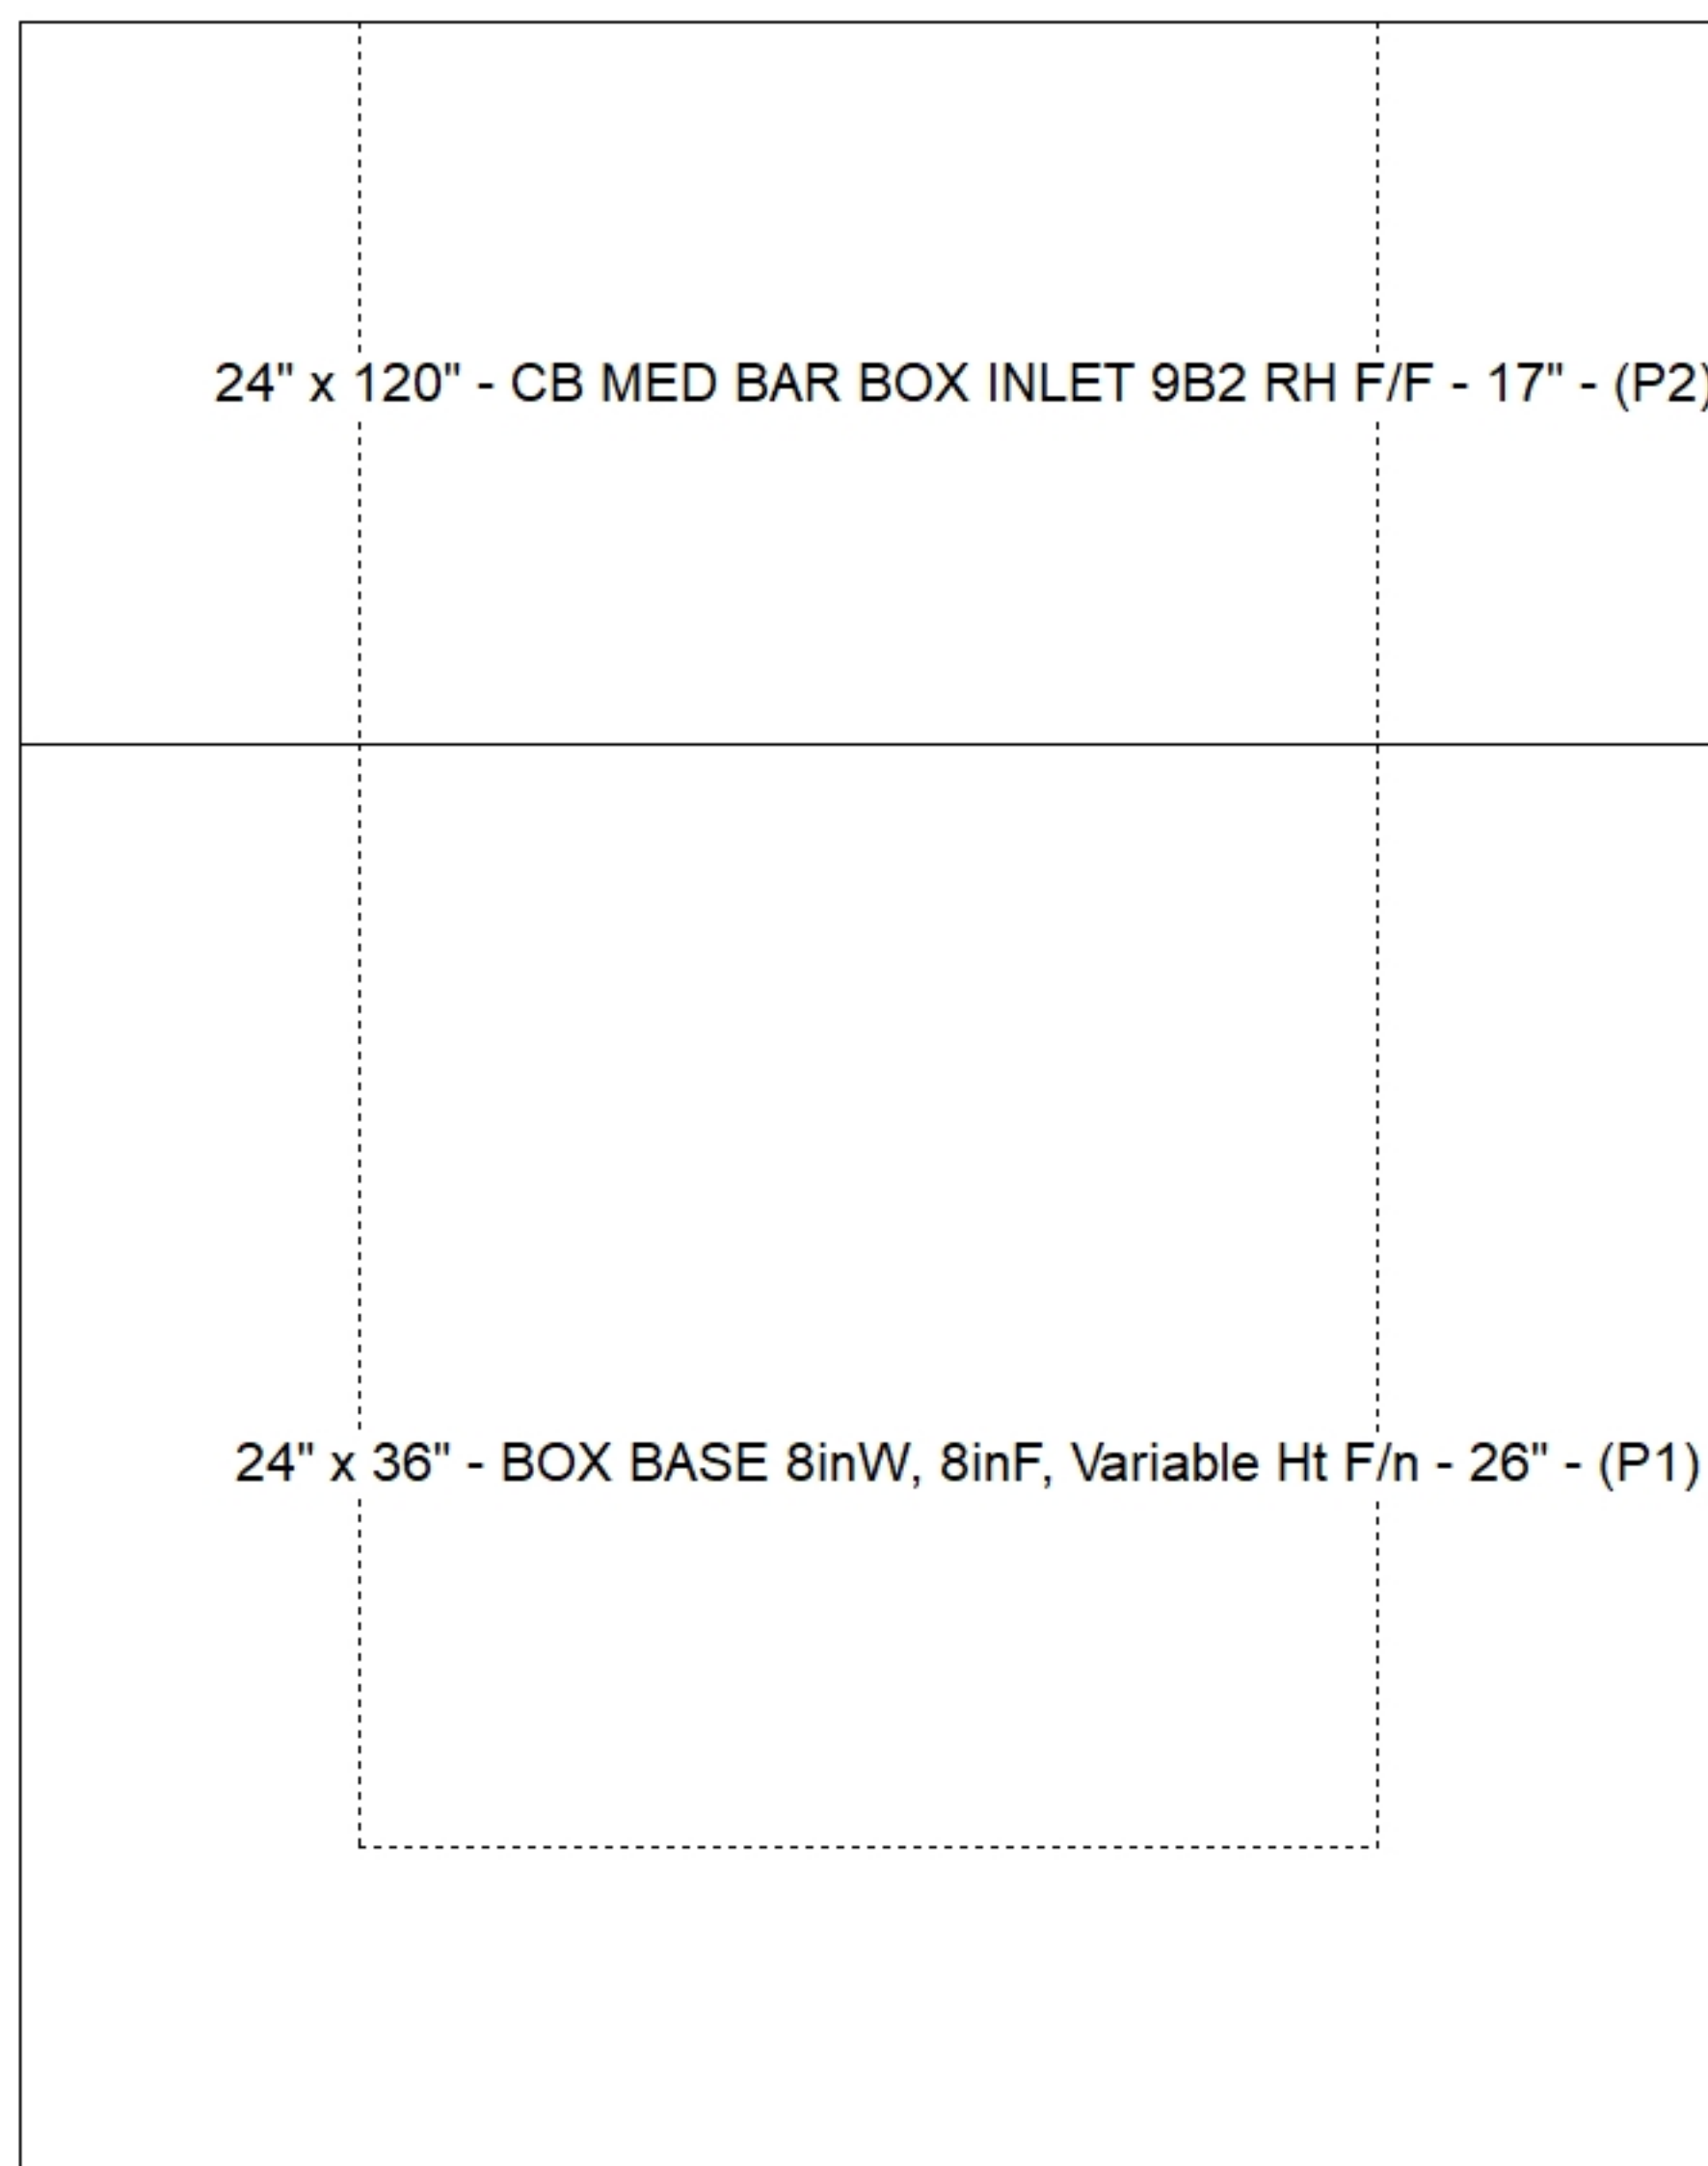 24" x 120" - CB MED BAR BOX INLET 9B2 RH F/F - 17" - (P2)
24" x 36" - BOX BASE 8inW, 8inF, Variable Ht F/n - 26" - (P1)